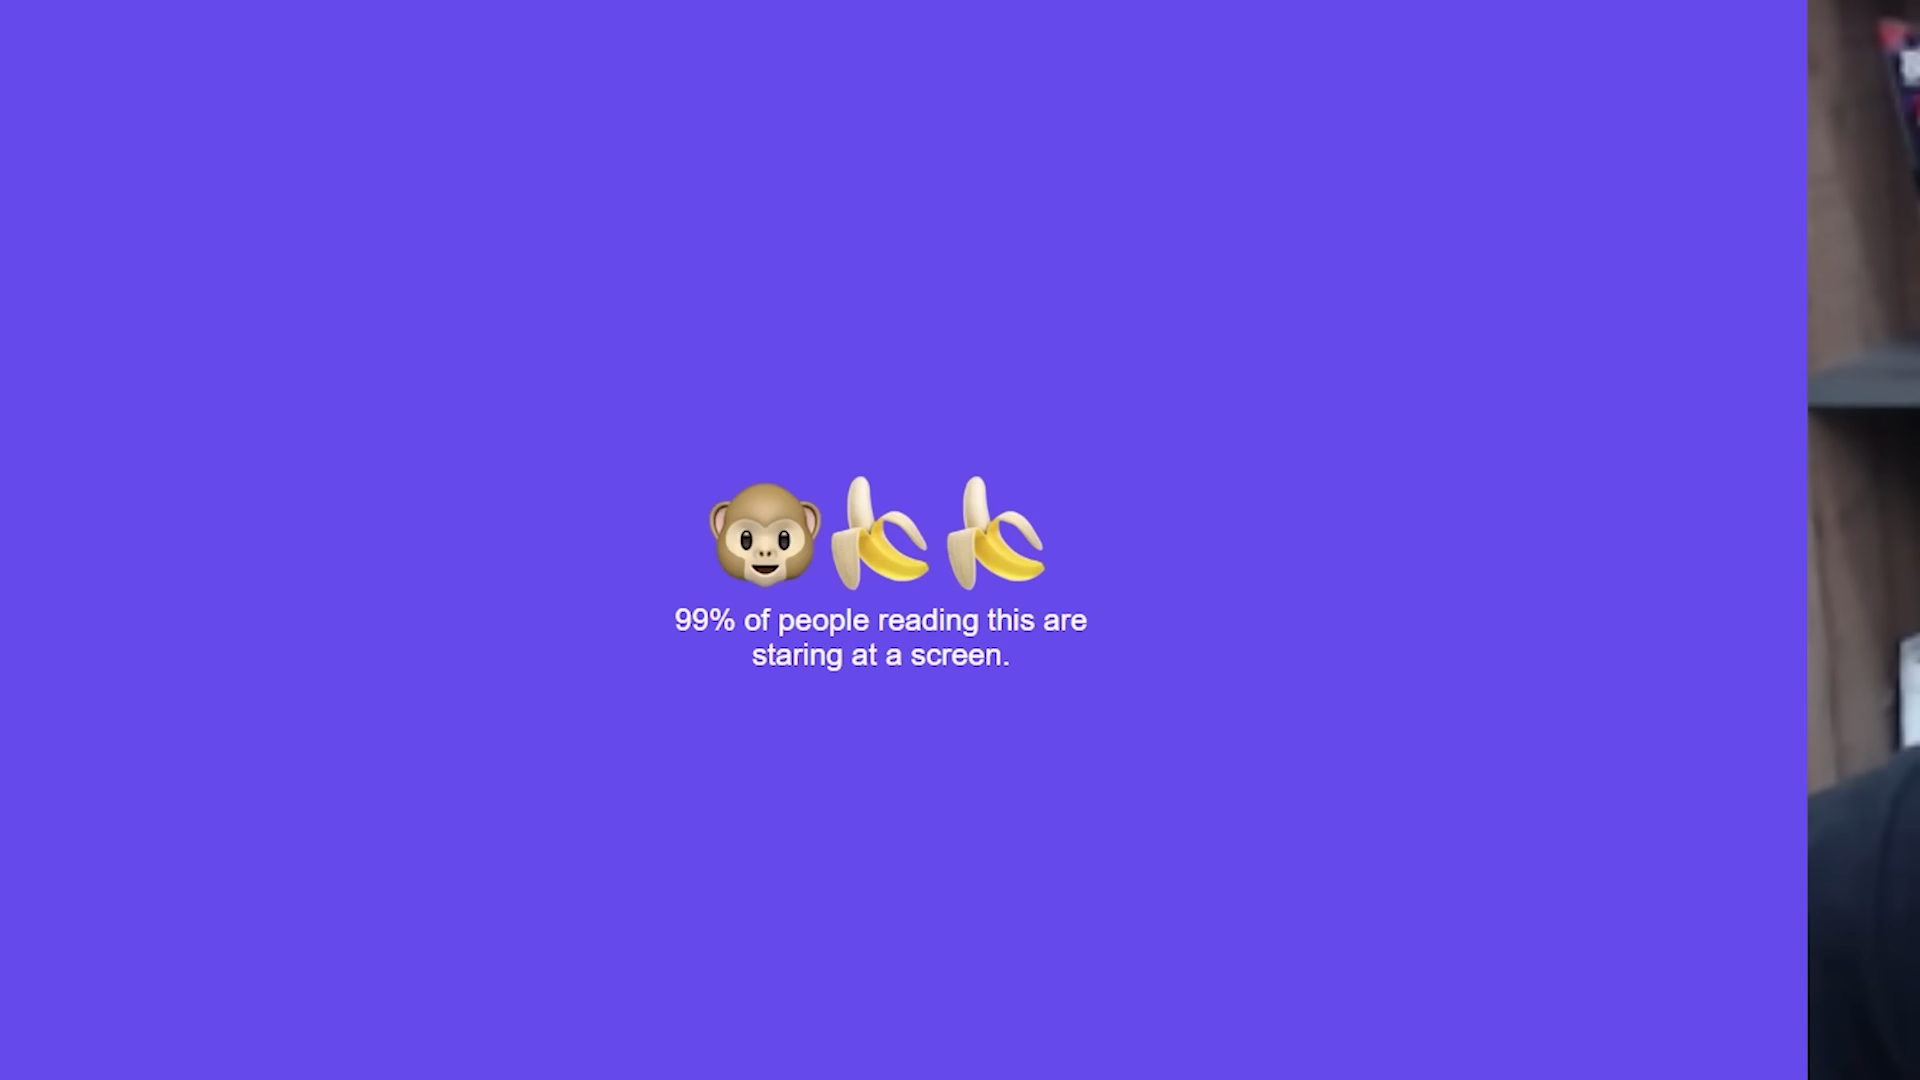 🐵🍌🍌
99% of people reading this are
staring at a screen.